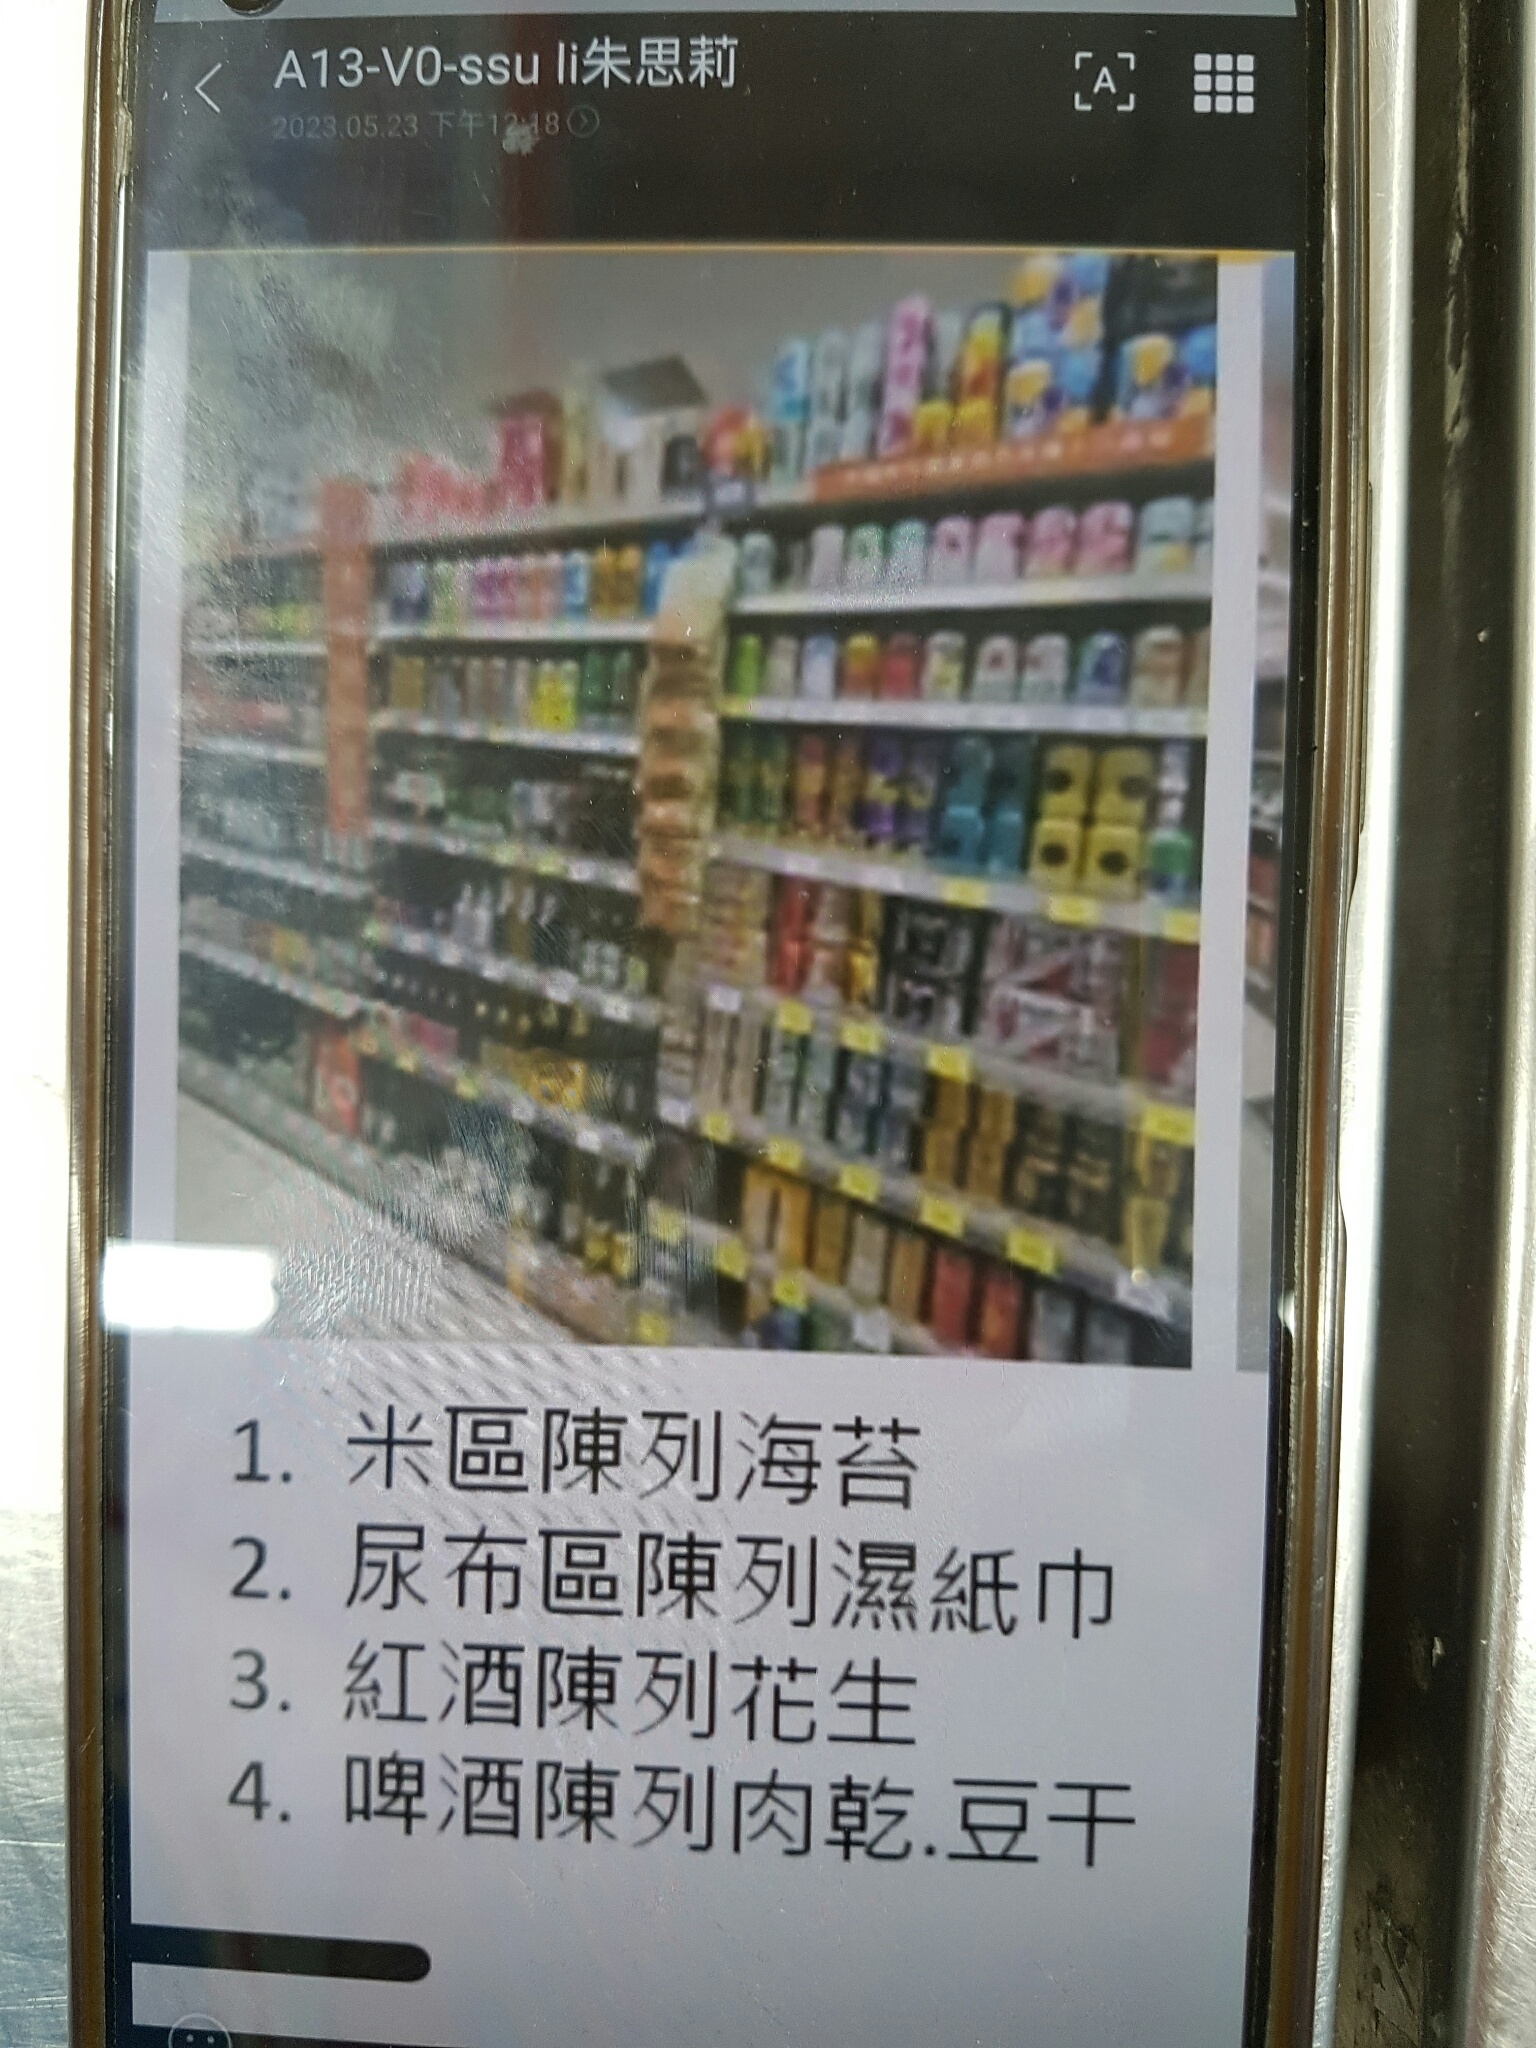 A13-V0-ssu li朱思莉
2023.05.23 下午12:18
A
1. 米區陳列海苔
2. 尿布區陳列濕紙巾
3. 紅酒陳列花生
4. 啤酒陳列肉乾.豆干